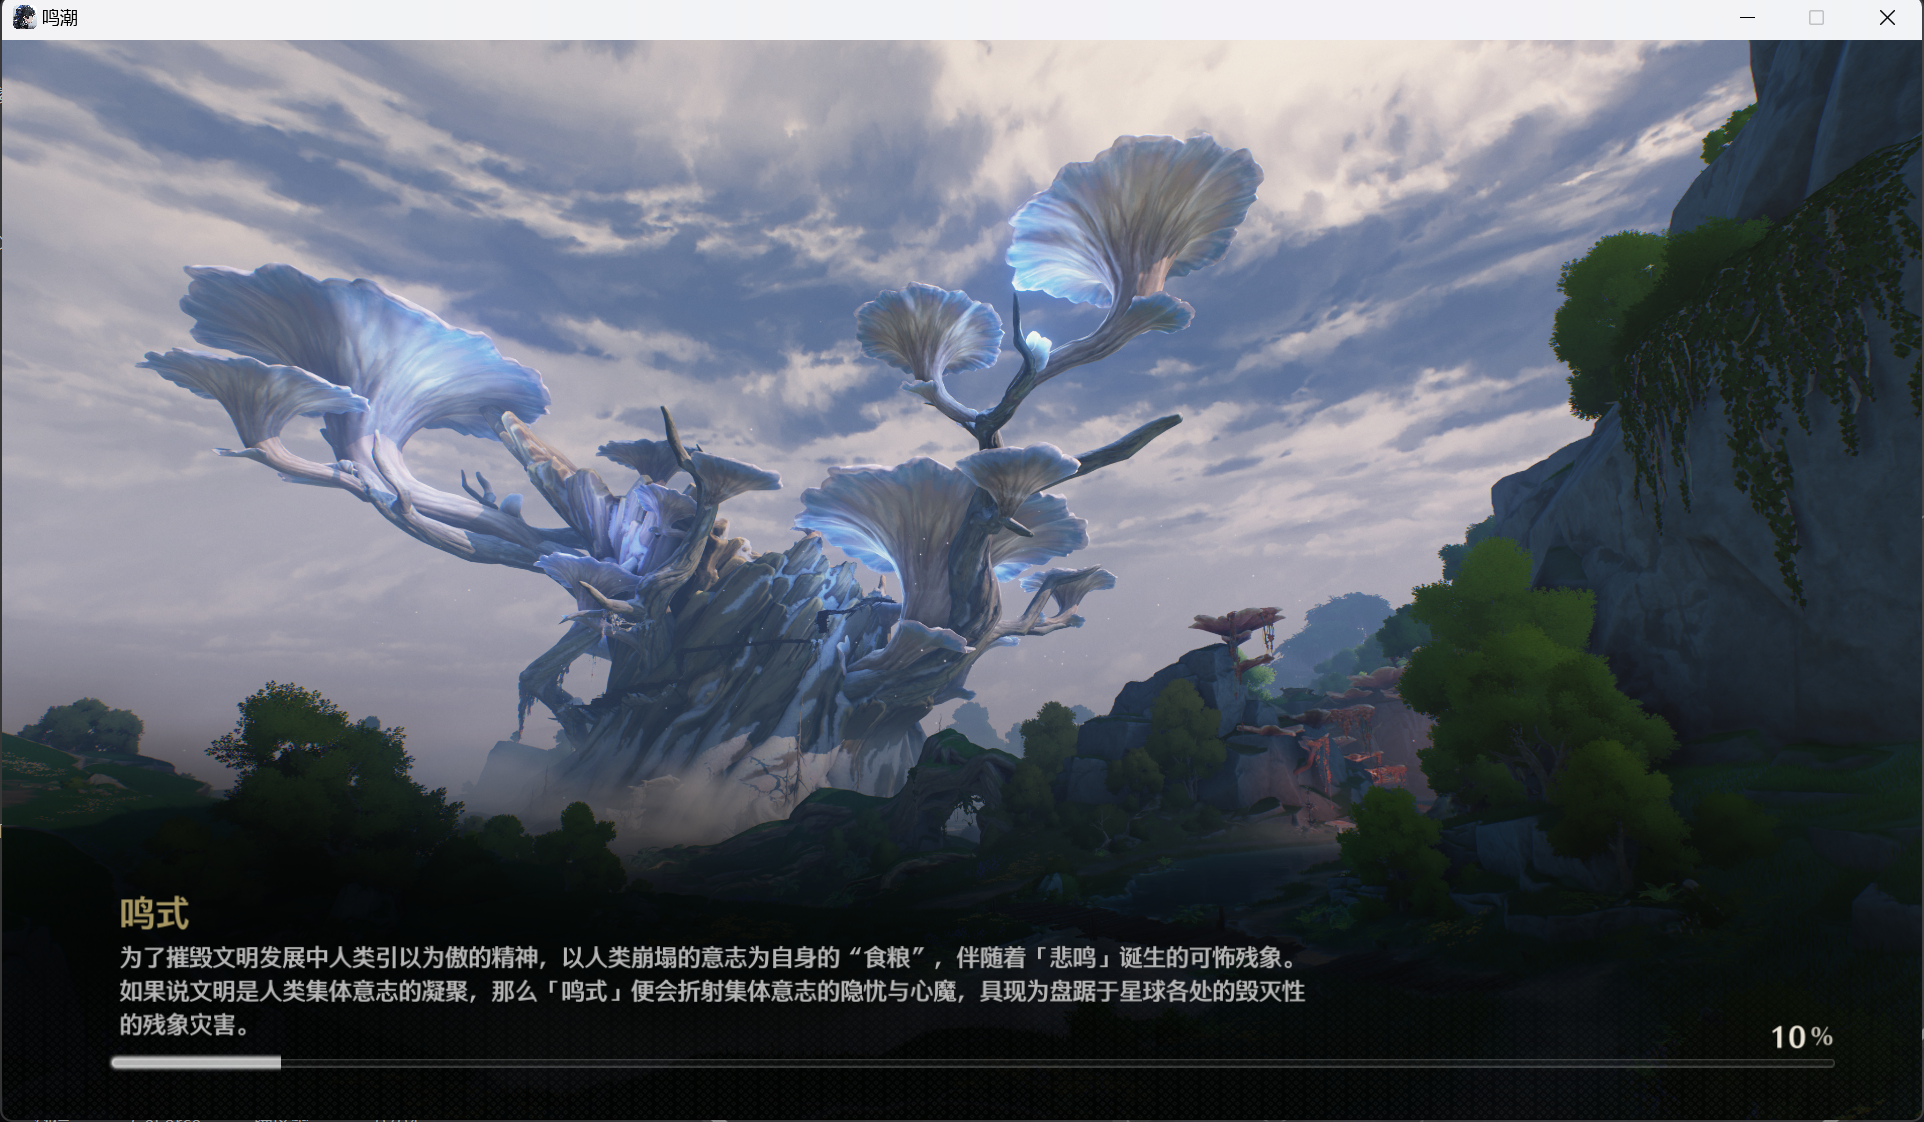 鸣潮
鸣式
为了摧毁文明发展中人类引以为傲的精神，以人类崩塌的意志为自身的“食粮”，伴随着「悲鸣」诞生的可怖残象。
如果说文明是人类集体意志的凝聚，那么「鸣式」便会折射集体意志的隐忧与心魔，具现为盘踞于星球各处的毁灭性
的残象灾害。
10%